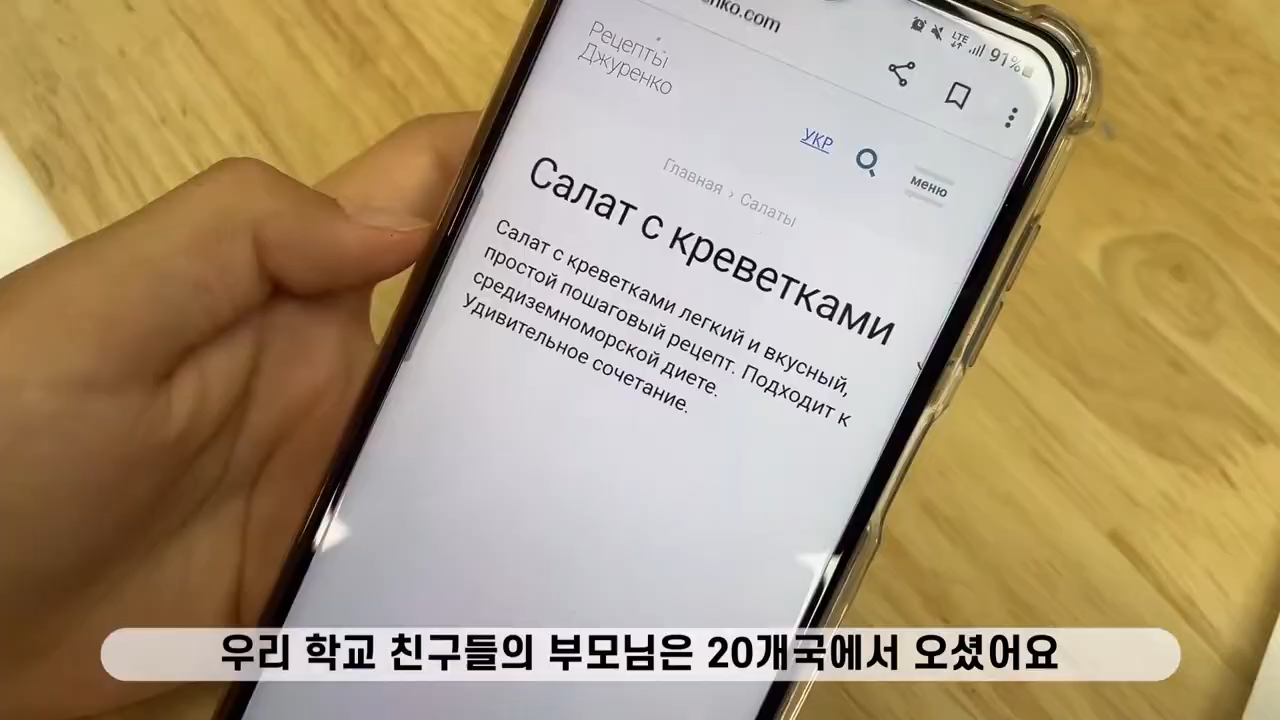 nko.com
LTE 91%
Рецепты
Джуренко
УКР
меню
Главная › Салаты
Салат с креветками
Салат с креветками легкий и вкусный,
простой пошаговый рецепт. Подходит к
средиземноморской диете.
Удивительное сочетание.
우리 학교 친구들의 부모님은 20개국에서 오셨어요